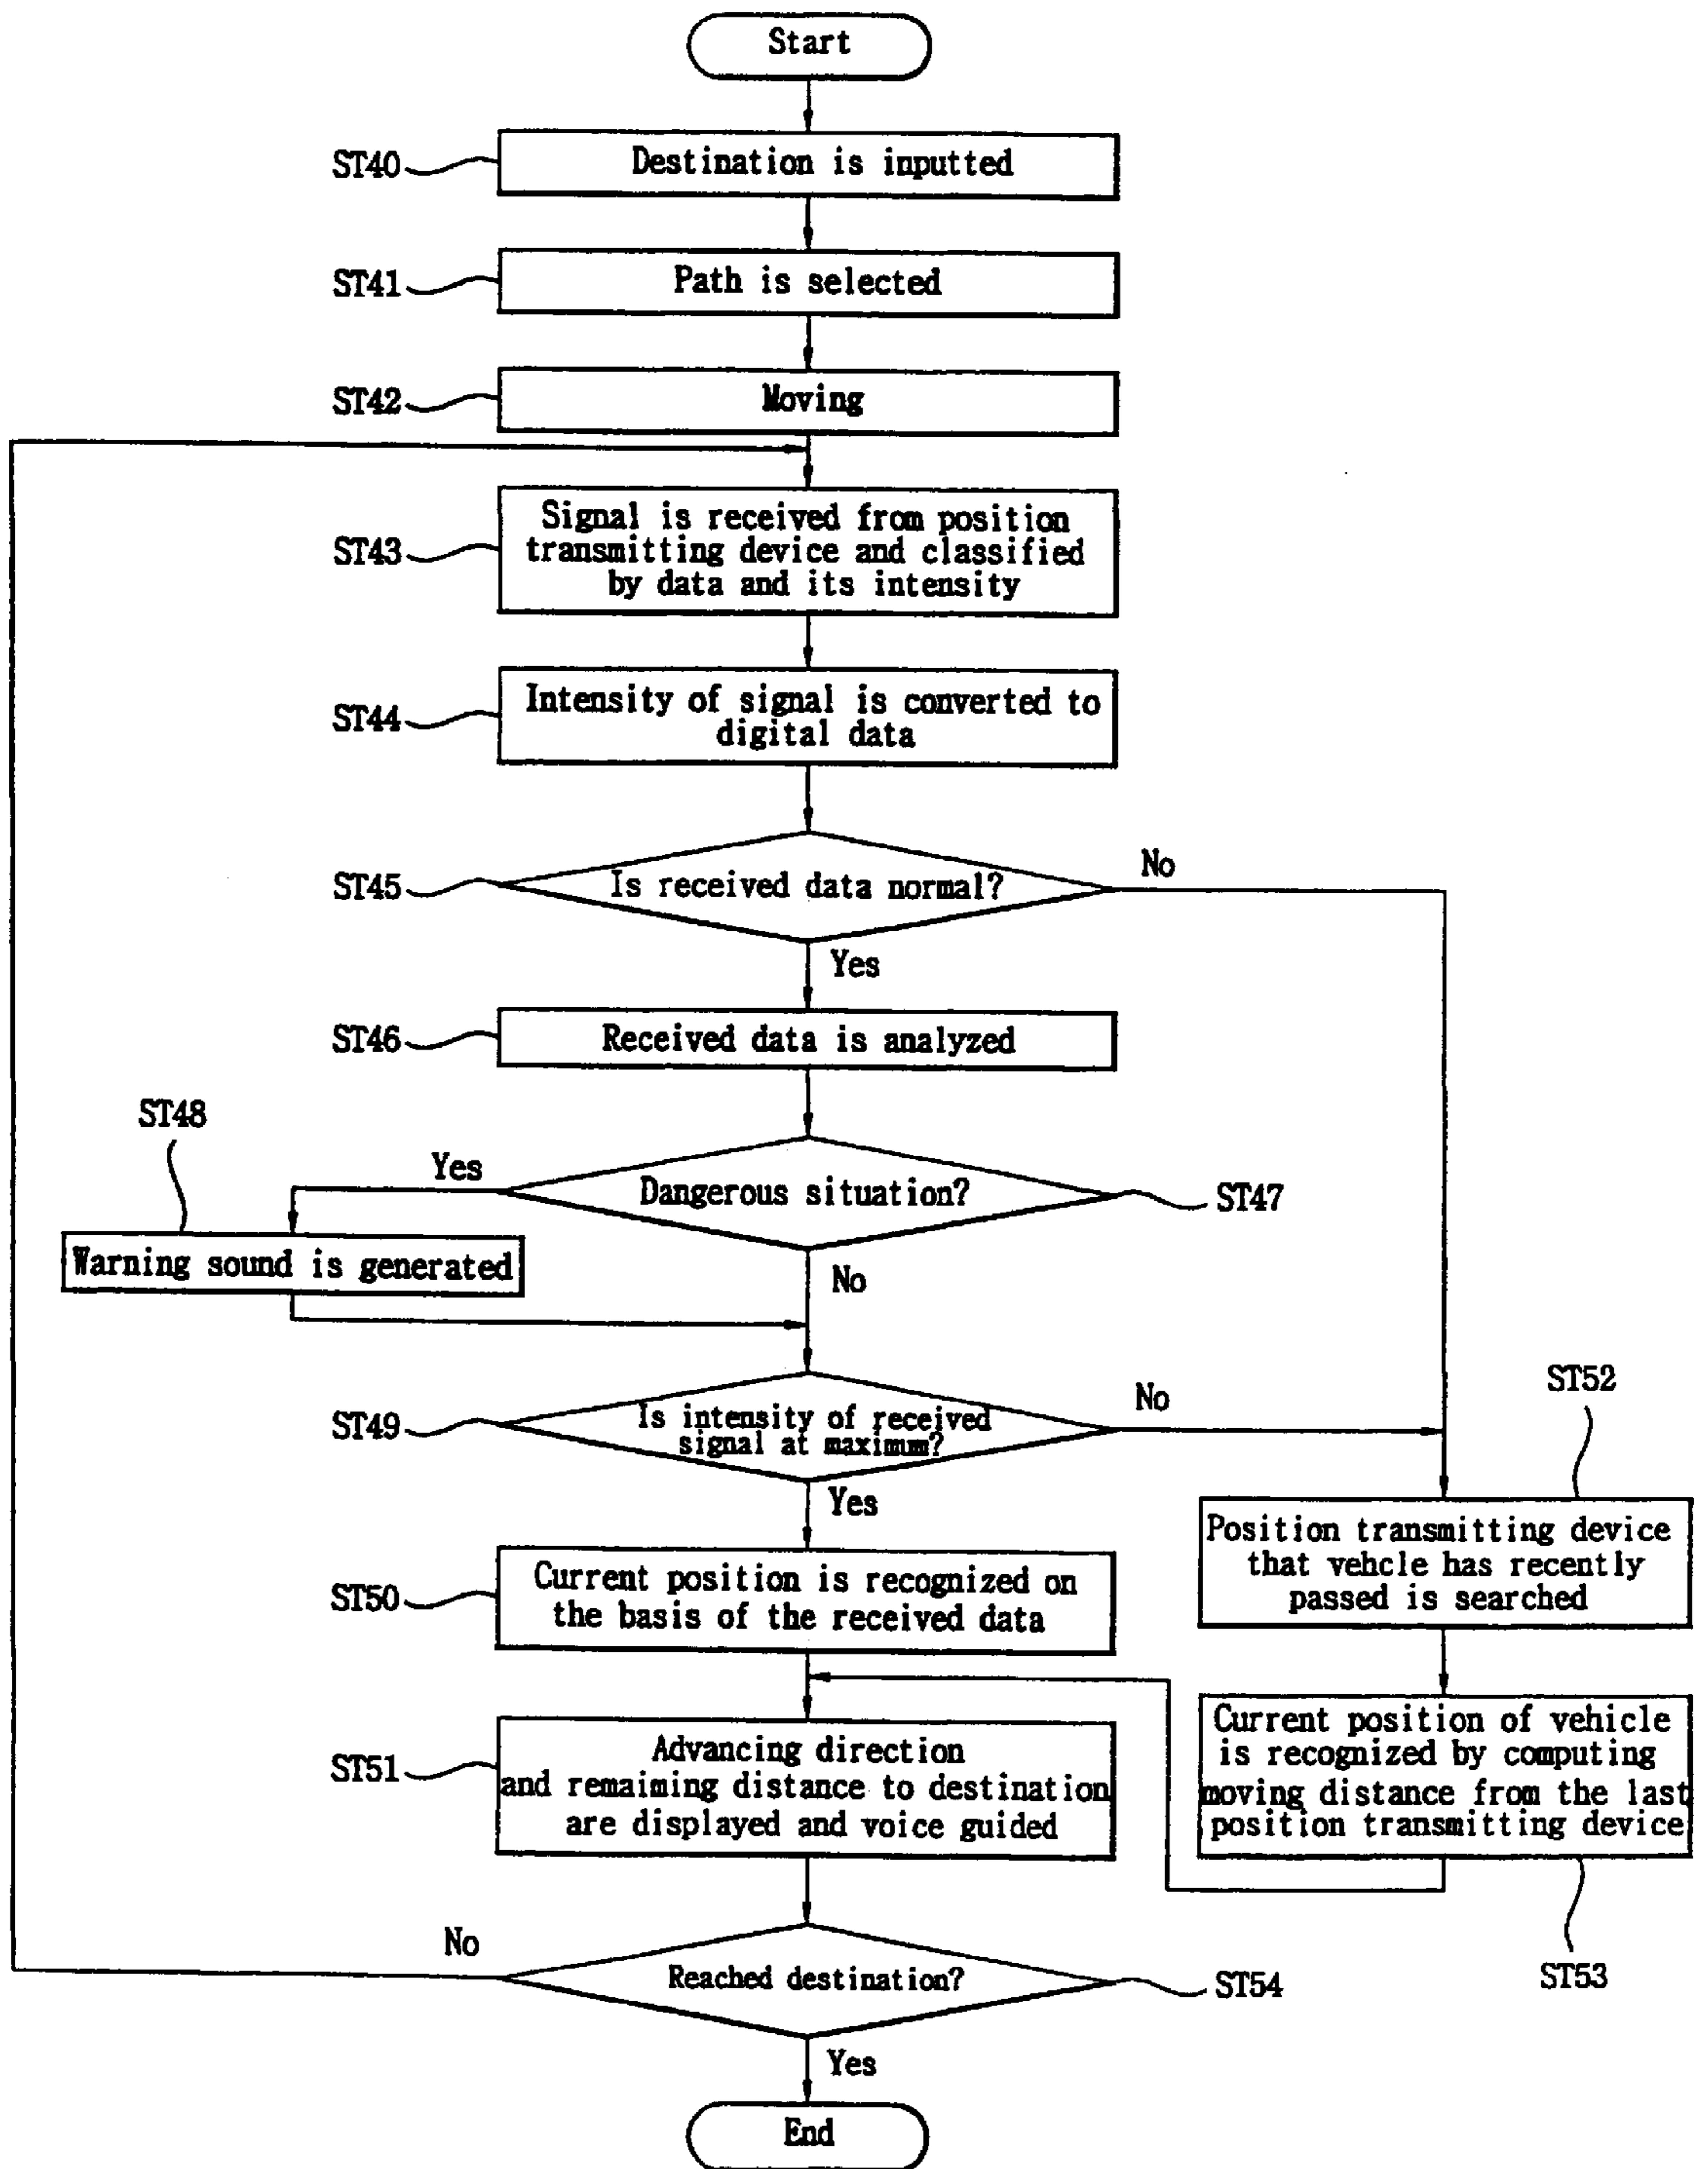 Start
ST40
Destination is inputted
ST41
Path is selected
ST42
Moving
ST43
Signal is received from position
transmitting device and classified
by data and its intensity
ST44
Intensity of signal is converted to
digital data
ST45
Is received data normal?
No
Yes
ST46
Received data is analyzed
ST48
Yes
Dangerous situation?
ST47
Warning sound is generated
No
ST49
Is intensity of received
signal at maximum?
No
ST52
Yes
Position transmitting device
that vehcle has recently
passed is searched
ST50
Current position is recognized on
the basis of the received data
ST51
Advancing direction
and remaiming distance to destination
are displayed and voice guided
Current position of vehicle
is recognized by computing
moving distance from the last
position transmitting device
ST53
No
Reached destination?
ST54
Yes
End